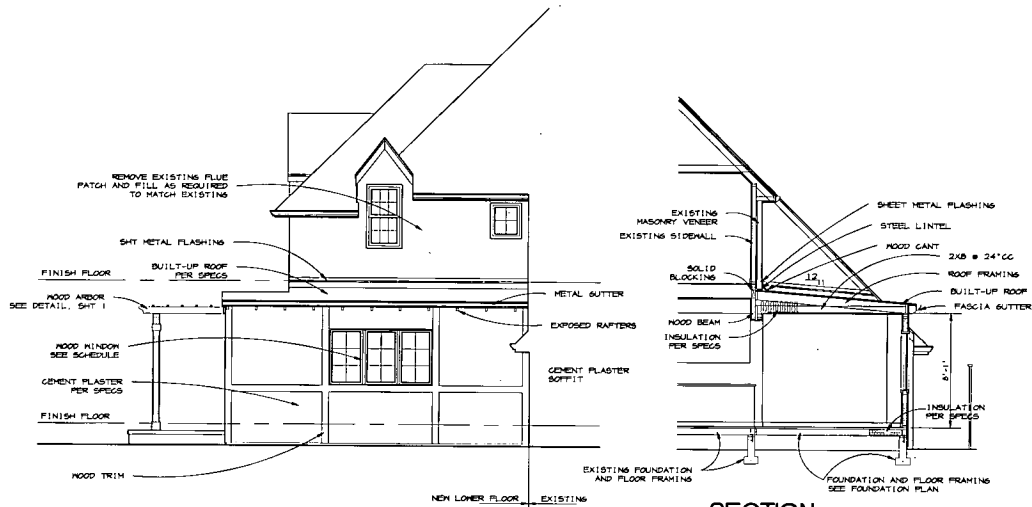 REMOVE EXISTING FLUE
PATCH AND FILL AS REQUIRED
TO MATCH EXISTING
SHT METAL FLASHING
FINISH FLOOR
BUILT-UP ROOF
PER SPECS
WOOD ARBOR
SEE DETAIL, SHT 1
METAL GUTTER
EXPOSED RAFTERS
WOOD WINDOW
SEE SCHEDULE
CEMENT PLASTER
SOFFIT
CEMENT PLASTER
PER SPECS
FINISH FLOOR
WOOD TRIM
NEW LOWER FLOOR
EXISTING
EXISTING
MASONRY VENEER
EXISTING SIDEWALL
SOLID
BLOCKING
WOOD BEAM
INSULATION
PER SPECS
SHEET METAL FLASHING
STEEL LINTEL
WOOD CANT
2X8 @ 24"CC
ROOF FRAMING
BUILT-UP ROOF
FASCIA GUTTER
12
8'-1"
INSULATION
PER SPECS
EXISTING FOUNDATION
AND FLOOR FRAMING
FOUNDATION AND FLOOR FRAMING
SEE FOUNDATION PLAN
SECTION